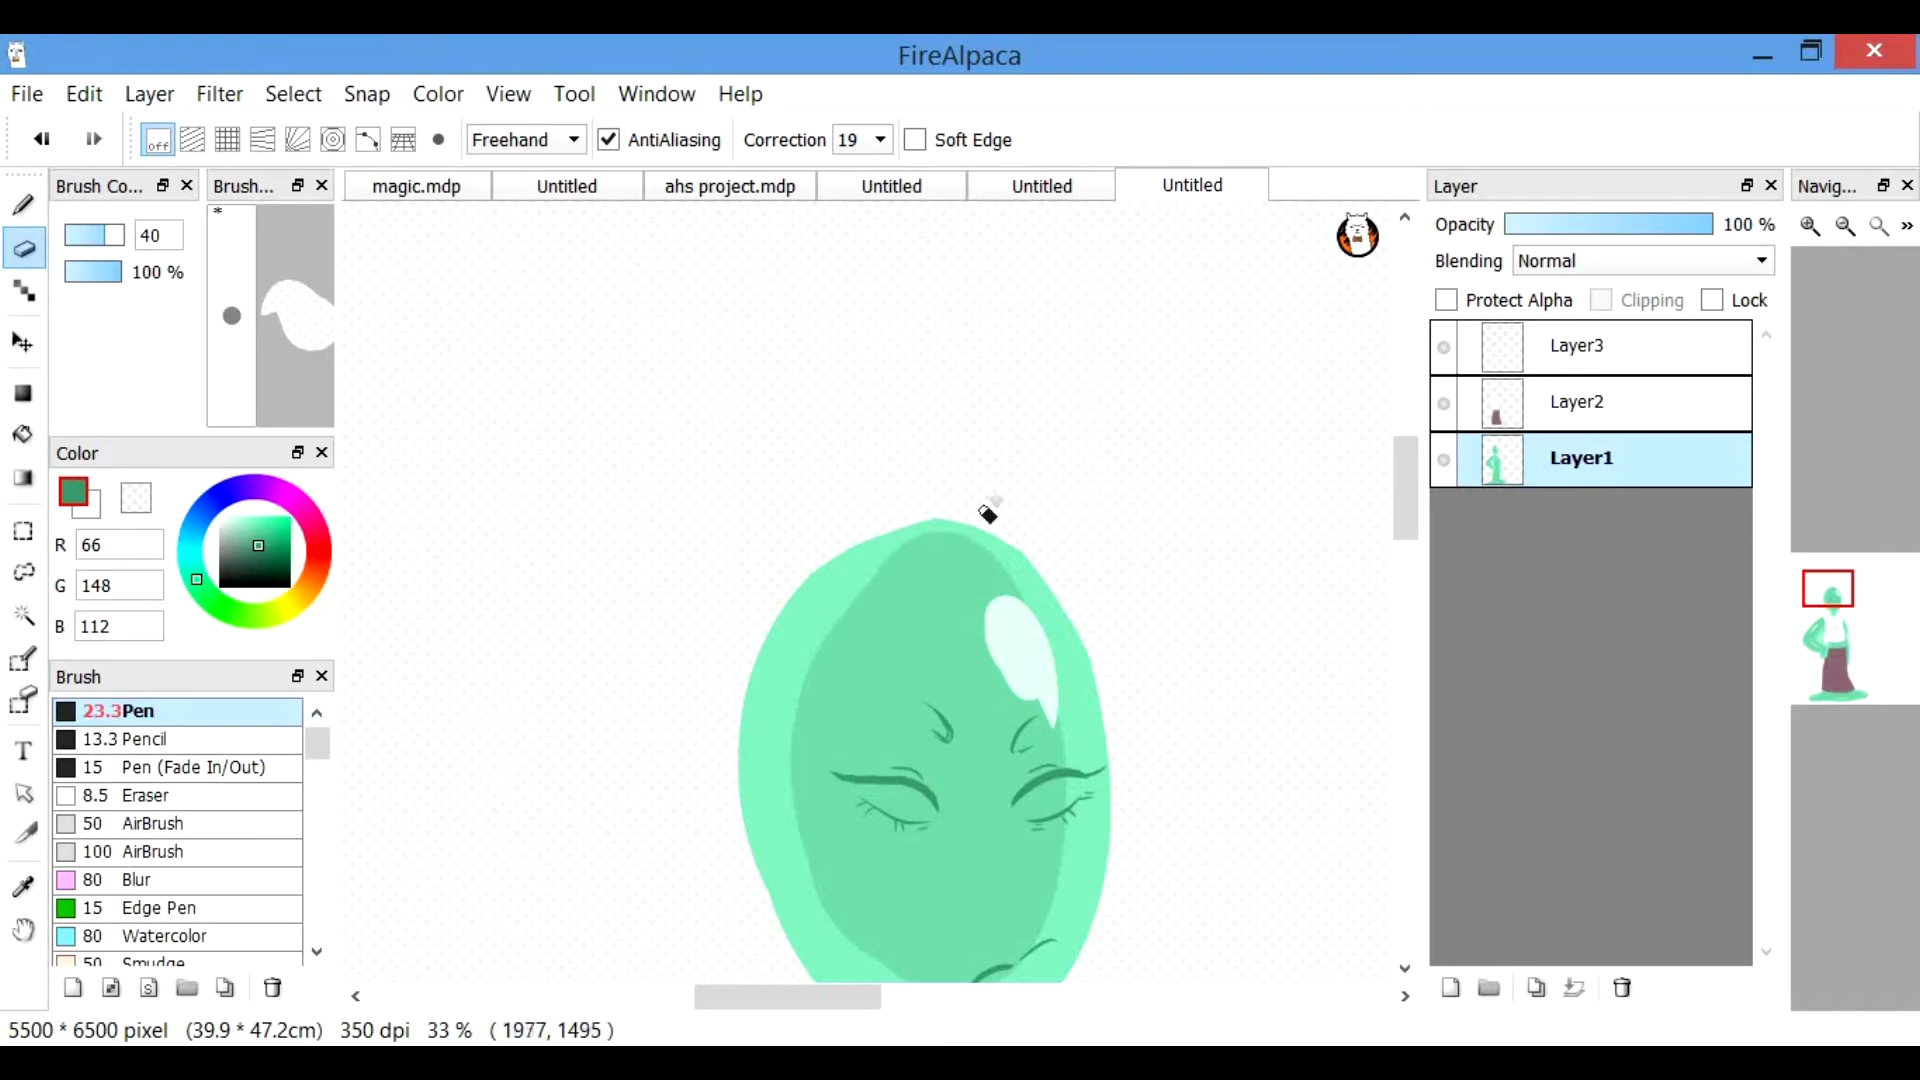 FireAlpaca
File Edit Layer Filter Select Snap Color View Tool Window Help
off Freehand AntiAliasing Correction 19 Soft Edge
Brush Co... Brush... magic.mdp Untitled ahs project.mdp Untitled Untitled Untitled Layer Navig...
40
100 %
*
Opacity 100 %
Blending Normal
Protect Alpha Clipping Lock
Layer3
Layer2
Layer1
Color
R 66
G 148
B 112
Brush
23.3 Pen
13.3 Pencil
15 Pen (Fade In/Out)
8.5 Eraser
50 AirBrush
100 AirBrush
80 Blur
15 Edge Pen
80 Watercolor
50 Smudge
5500 * 6500 pixel (39.9 * 47.2cm) 350 dpi 33 % ( 1977, 1495 )